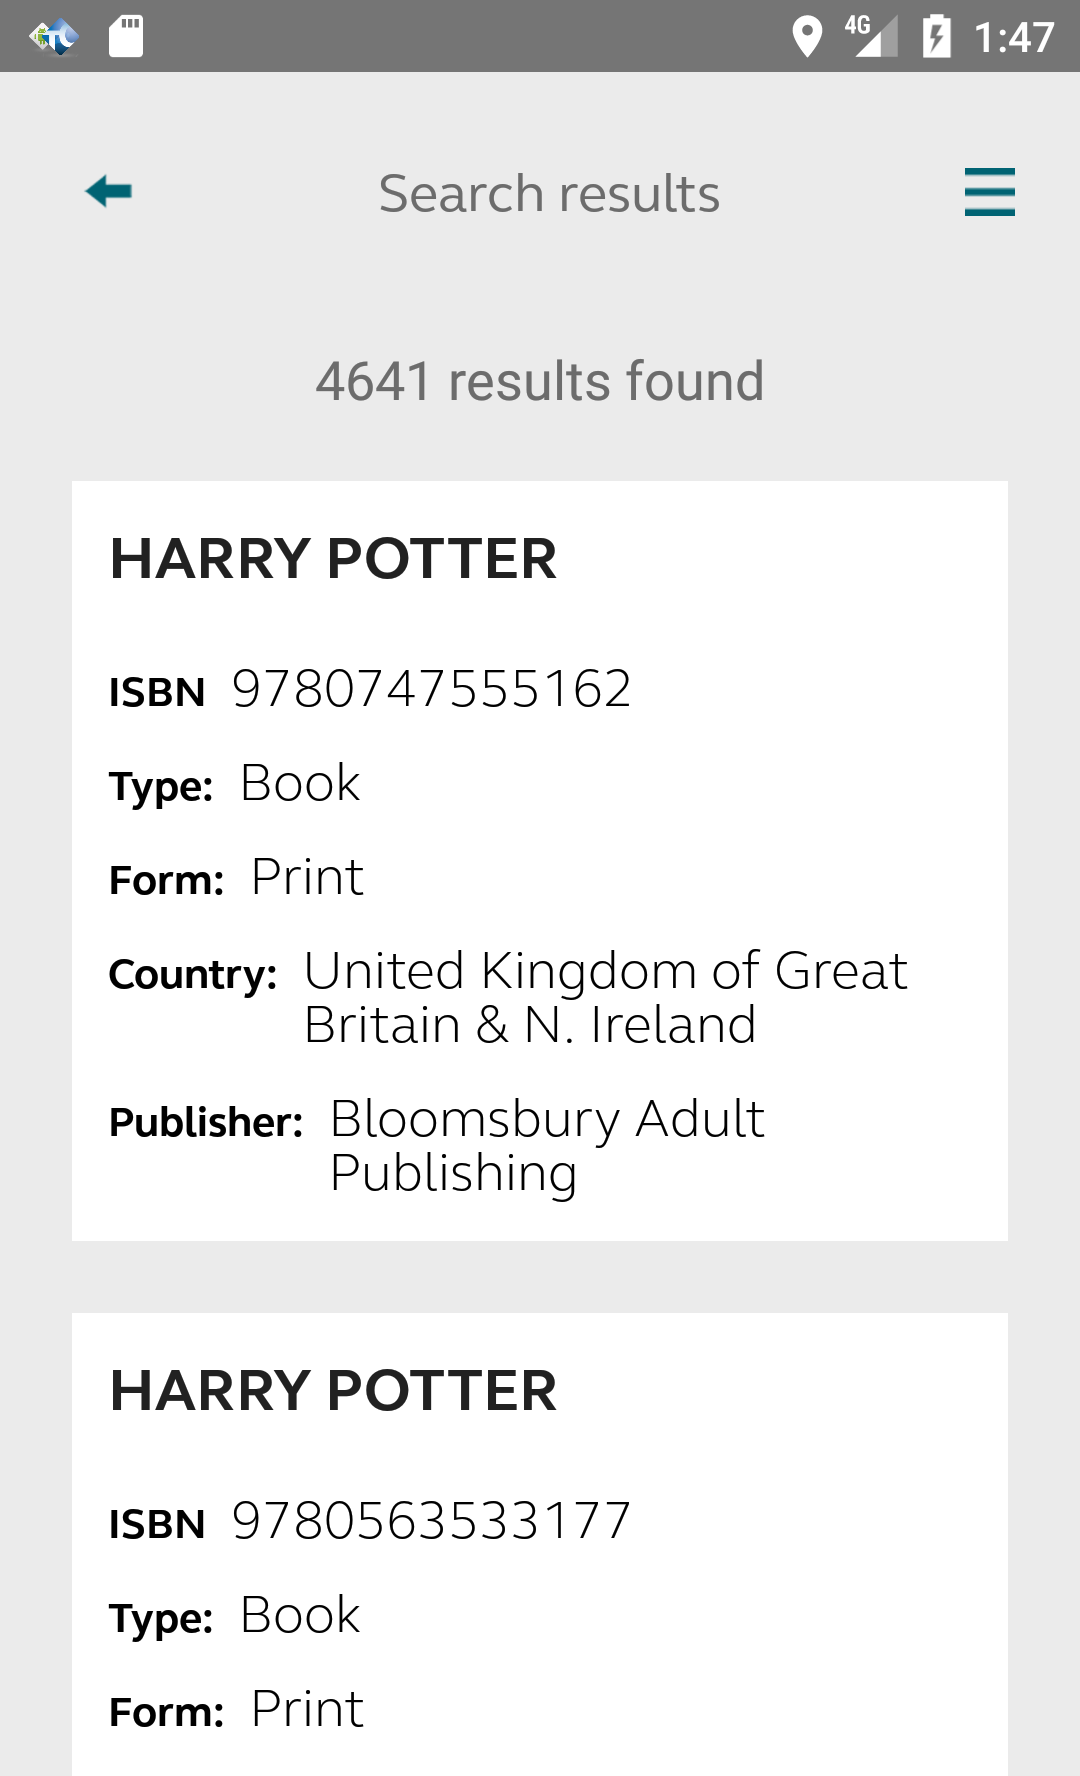 4G 1:47
Search results
4641 results found
HARRY POTTER
ISBN 9780747555162
Type: Book
Form: Print
Country: United Kingdom of Great
Britain & N. Ireland
Publisher: Bloomsbury Adult
Publishing
HARRY POTTER
ISBN 9780563533177
Type: Book
Form: Print